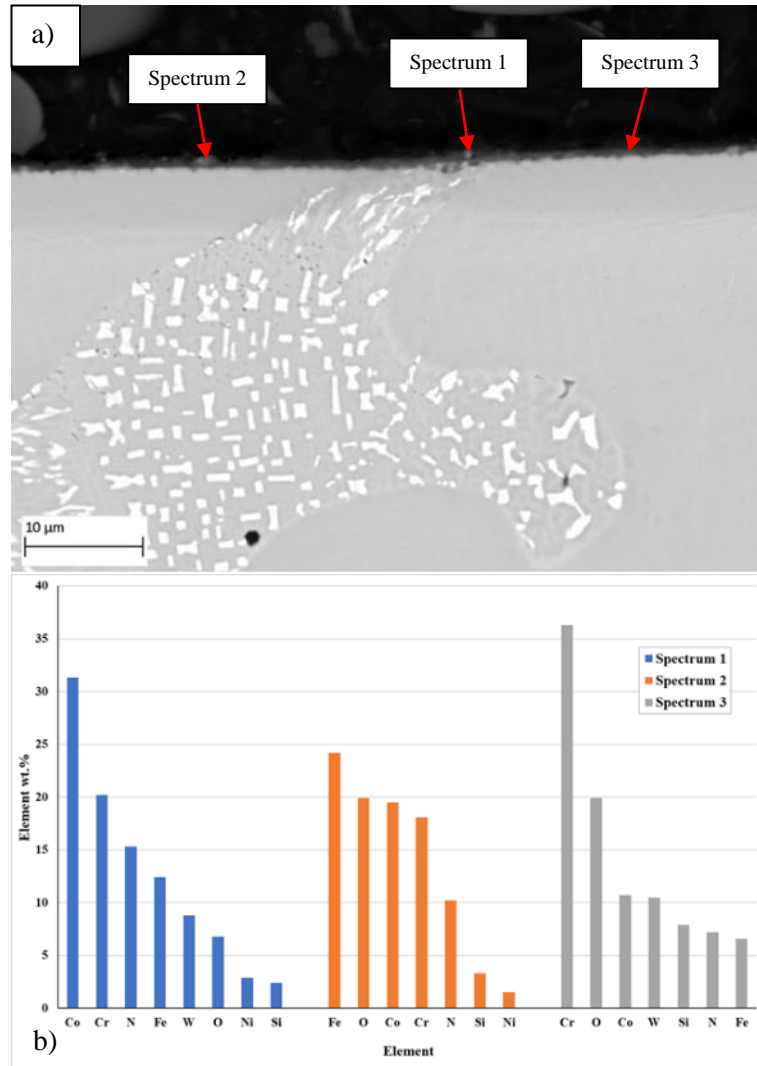 a)
Spectrum 2
Spectrum 1
Spectrum 3
10 µm
40
35
30
25
20
15
10
5
0
Element wt.%
Spectrum 1
Spectrum 2
Spectrum 3
Co Cr N Fe W O Ni Si Fe O Co Cr N Si Ni Cr O Co W Si N Fe
b)
Element